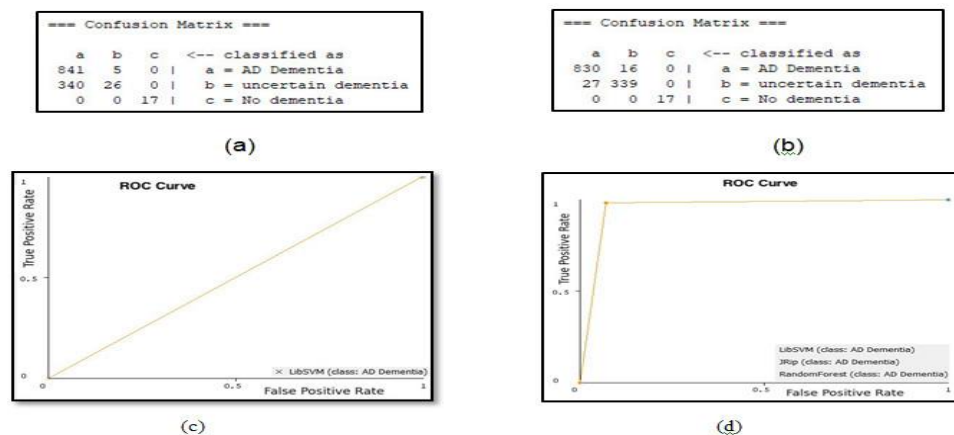 === Confusion Matrix ===
a b c <-- classified as
841 5 0 | a = AD Dementia
340 26 0 | b = uncertain dementia
0 0 17 | c = No dementia
(a)
=== Confusion Matrix ===
a b c <-- classified as
830 16 0 | a = AD Dementia
27 339 0 | b = uncertain dementia
0 0 17 | c = No dementia
(b)
ROC Curve
1
True Positive Rate
0.5
0
0
0.5
1
× LibSVM (class: AD Dementia)
False Positive Rate
(c)
ROC Curve
1
True Positive Rate
0.5
0
LibSVM (class: AD Dementia)
JRip (class: AD Dementia)
RandomForest (class: AD Dementia)
0
0.5
1
False Positive Rate
(d)